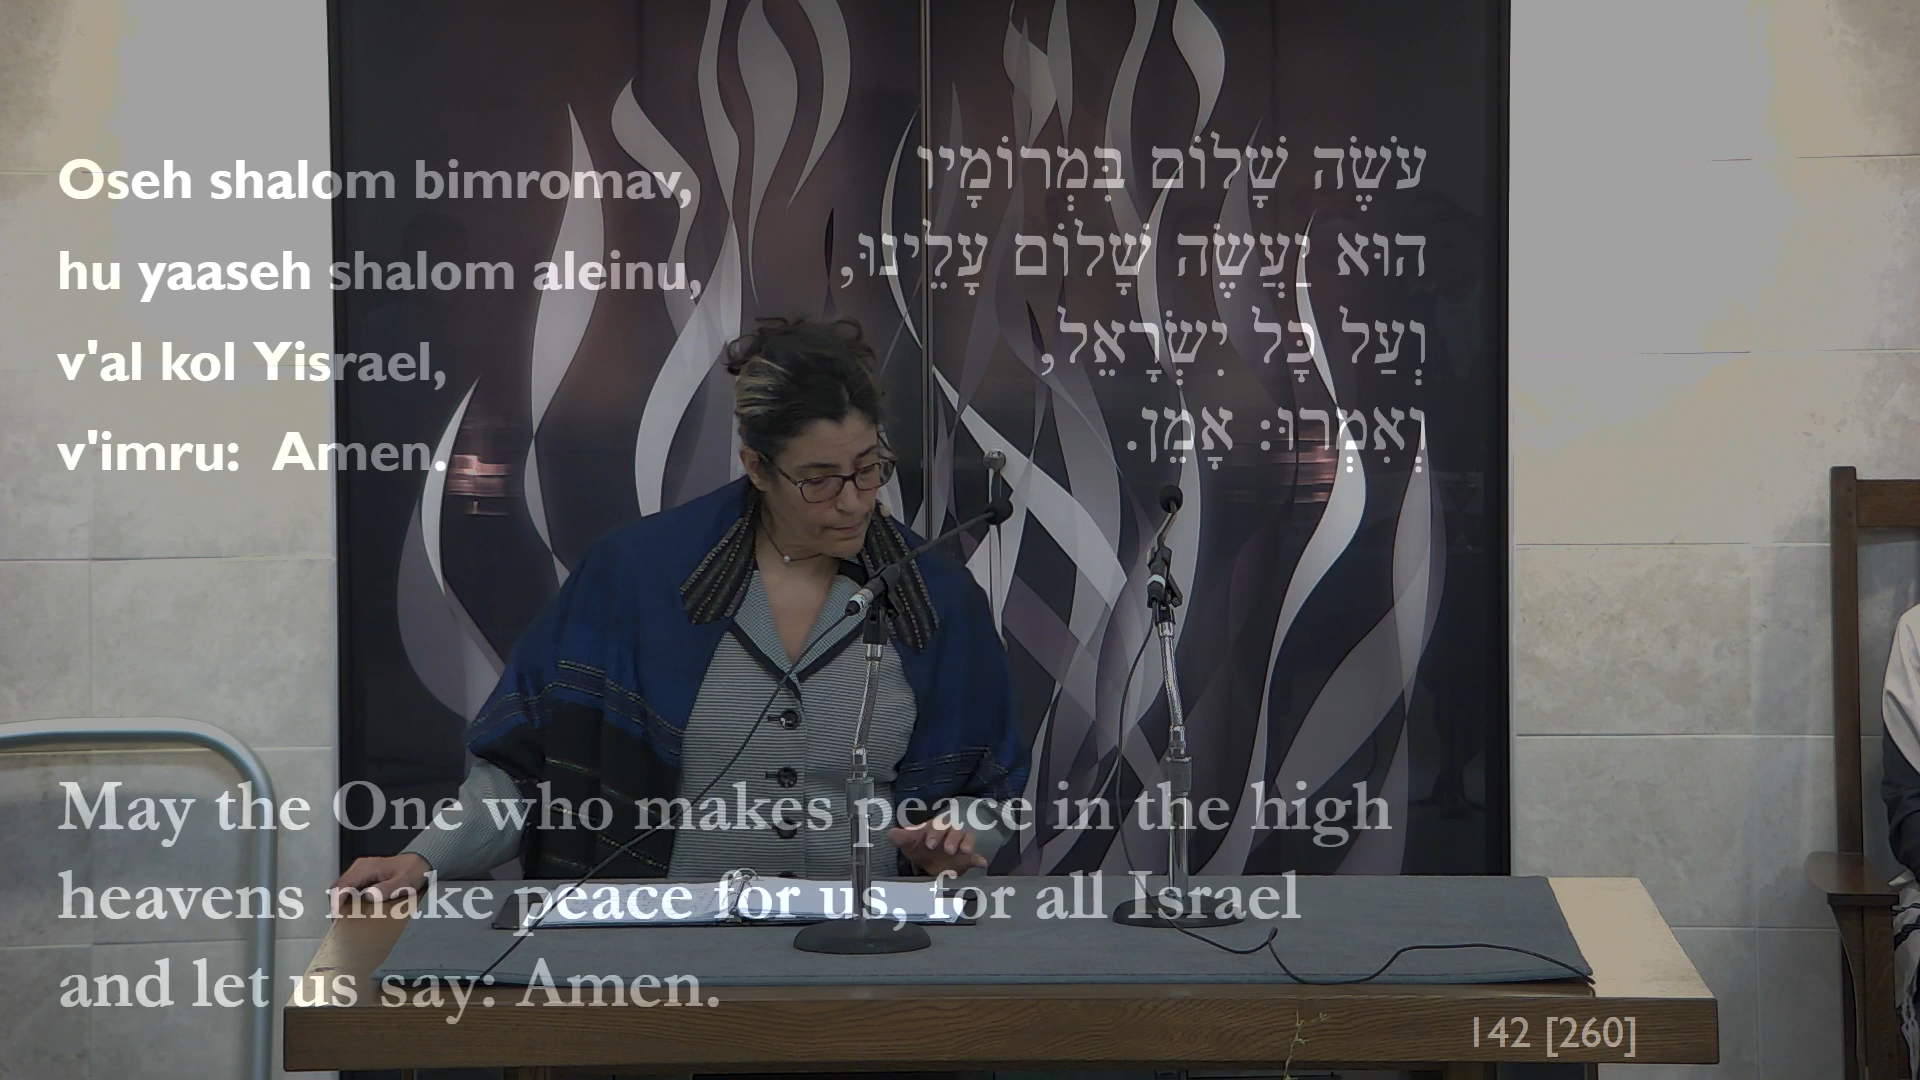 Oseh shalom bimromav,
hu yaaseh shalom aleinu,
v'al kol Yisrael,
v'imru:  Amen.
עֹשֶׂה שָׁלוֹם בִּמְרוֹמָיו
הוּא יַעֲשֶׂה שָׁלוֹם עָלֵינוּ,
וְעַל כָּל יִשְׂרָאֵל,
וְאִמְרוּ: אָמֵן.
May the One who makes peace in the high
heavens make peace for us, for all Israel
and let us say: Amen.
142 [260]